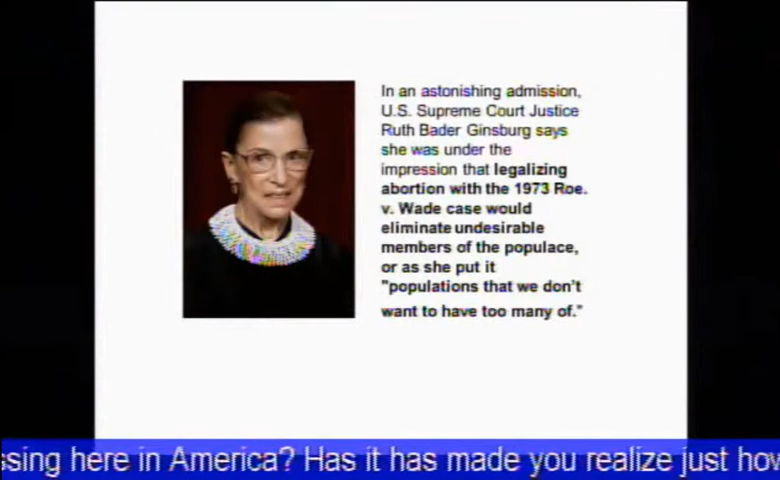 In an astonishing admission,
U.S. Supreme Court Justice
Ruth Bader Ginsburg says
she was under the
impression that legalizing
abortion with the 1973 Roe.
v. Wade case would
eliminate undesirable
members of the populace,
or as she put it
"populations that we don't
want to have too many of."
here in America? Has it has made you realize just